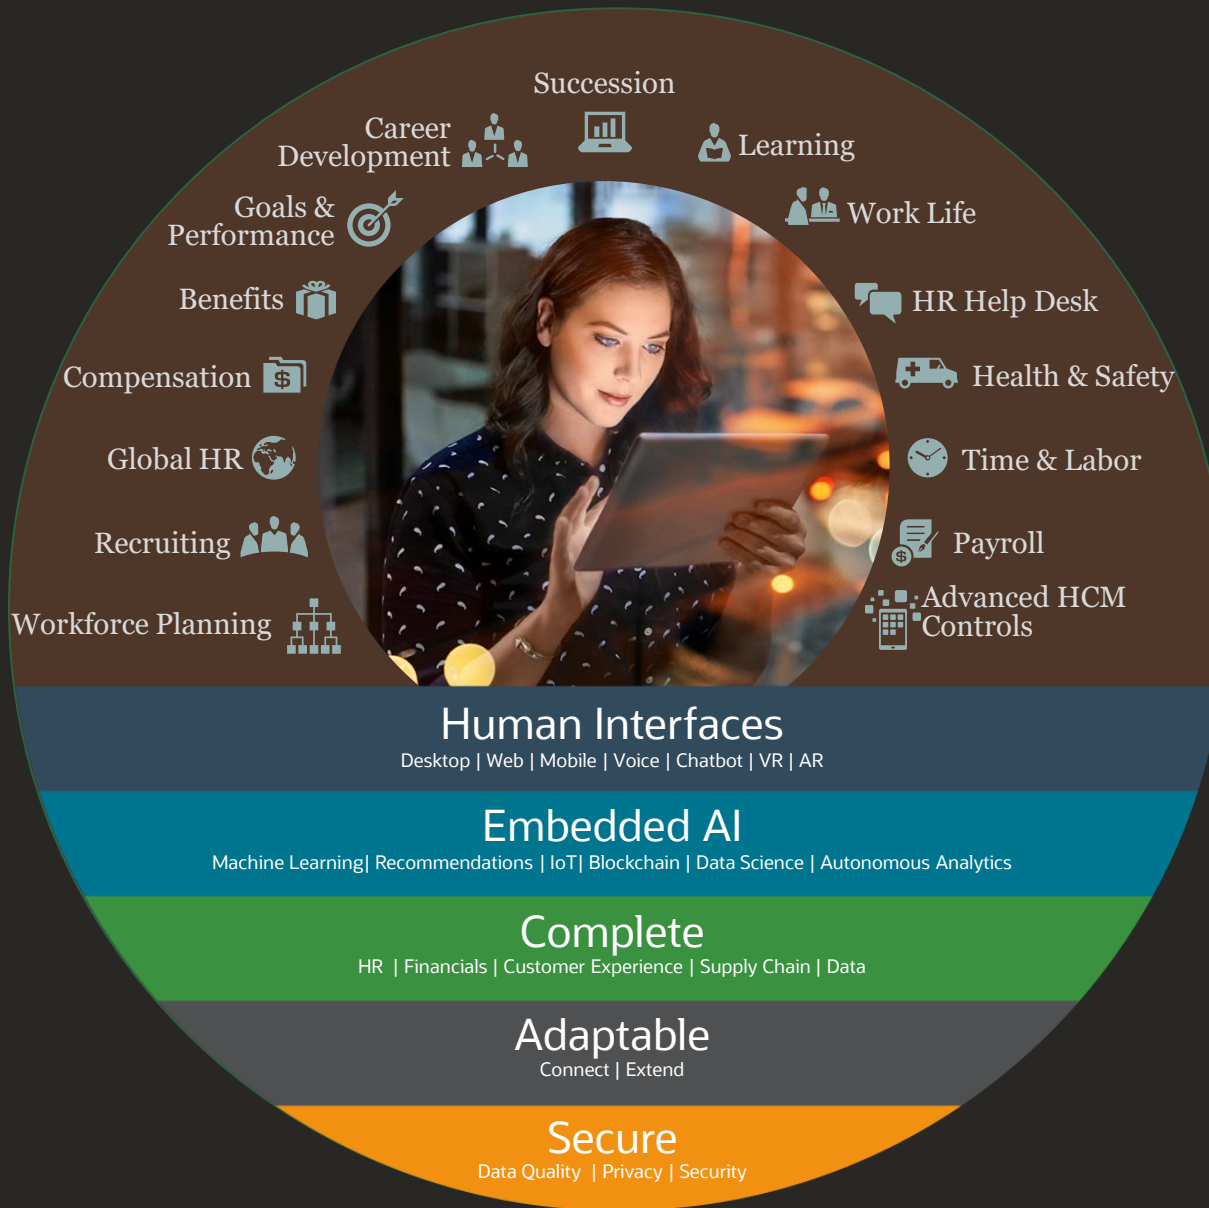 Succession
Career
Development
Learning
Goals &
Performance
Work Life
Benefits
HR Help Desk
Compensation
$
Health & Safety
Global HR
Time & Labor
Recruiting
Payroll
$
Workforce Planning
Advanced HCM
Controls
Human Interfaces
Desktop | Web | Mobile | Voice | Chatbot | VR | AR
Embedded AI
Machine Learning| Recommendations | IoT| Blockchain | Data Science | Autonomous Analytics
Complete
HR | Financials | Customer Experience | Supply Chain | Data
Adaptable
Connect | Extend
Secure
Data Quality | Privacy | Security